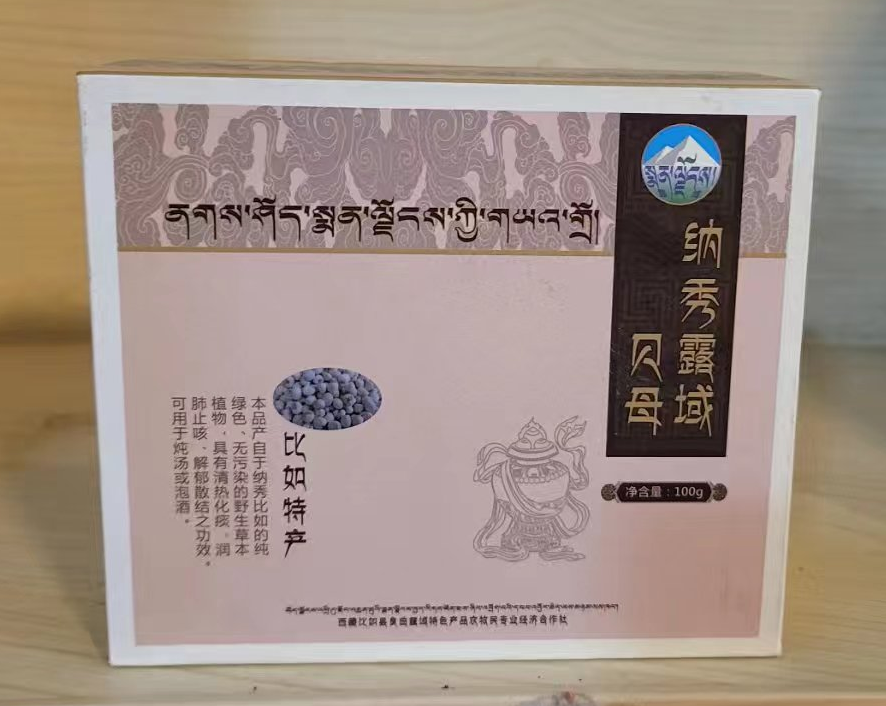 ནགས་ཤོད་སྨན་ལྗོངས་ཀྱི་གཡའ་གྲོ།
སྨན་ལྗོངས།
纳秀露域
贝母
净含量：100g
比如特产
本品产自于纳秀比如的纯
绿色、无污染的野生草本
植物，具有清热化痰、润
肺止咳、解郁散结之功效。
可用于炖汤或泡酒。
西藏比如县露域特色产品农牧民专业经济合作社